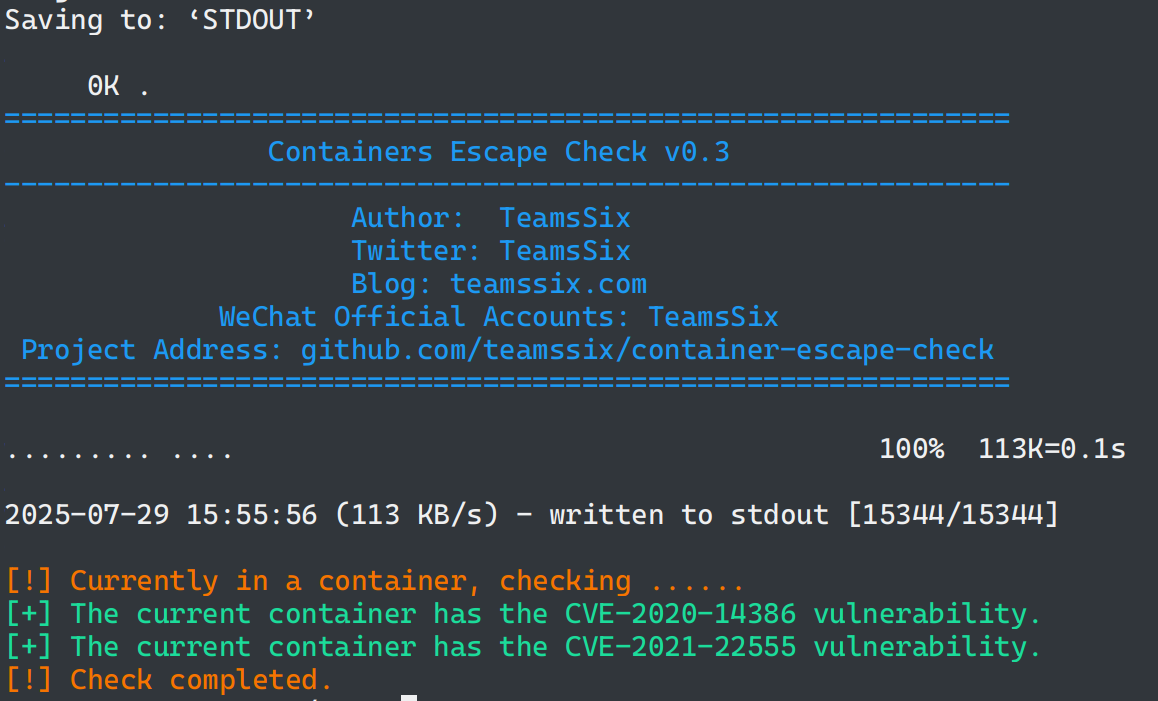 Saving to: ‘STDOUT’
0K .
=============================================================
Containers Escape Check v0.3
-------------------------------------------------------------
Author:  TeamsSix
Twitter: TeamsSix
Blog: teamssix.com
WeChat Official Accounts: TeamsSix
Project Address: github.com/teamssix/container-escape-check
=============================================================
......... .... 100%  113K=0.1s
2025-07-29 15:55:56 (113 KB/s) - written to stdout [15344/15344]
[!] Currently in a container, checking ......
[+] The current container has the CVE-2020-14386 vulnerability.
[+] The current container has the CVE-2021-22555 vulnerability.
[!] Check completed.